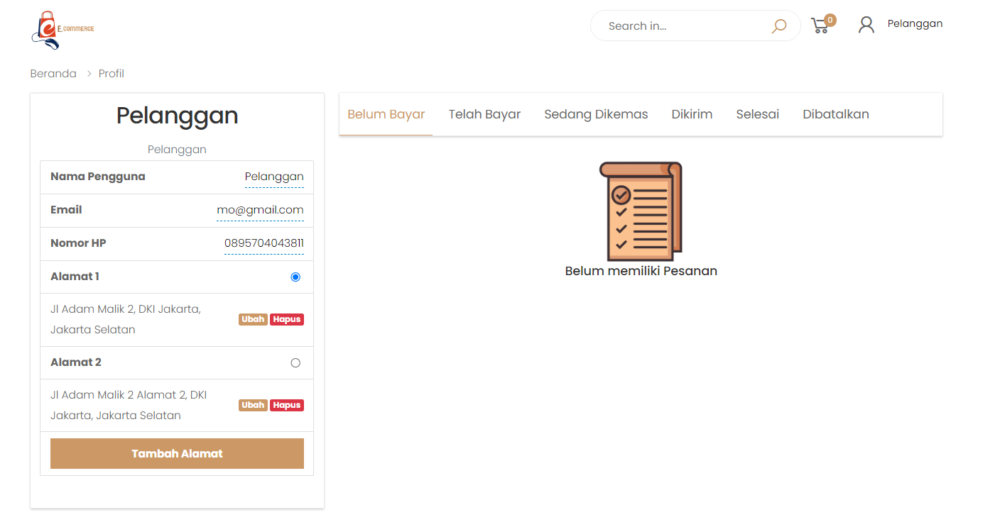 E.COMMERCE
Search in...
0
Pelanggan
Beranda > Profil
Pelanggan
Pelanggan
Nama Pengguna Pelanggan
Email mo@gmail.com
Nomor HP 0895704043811
Alamat 1
Jl Adam Malik 2, DKI Jakarta,
Jakarta Selatan
Ubah Hapus
Alamat 2
Jl Adam Malik 2 Alamat 2, DKI
Jakarta, Jakarta Selatan
Ubah Hapus
Tambah Alamat
Belum Bayar Telah Bayar Sedang Dikemas Dikirim Selesai Dibatalkan
Belum memiliki Pesanan